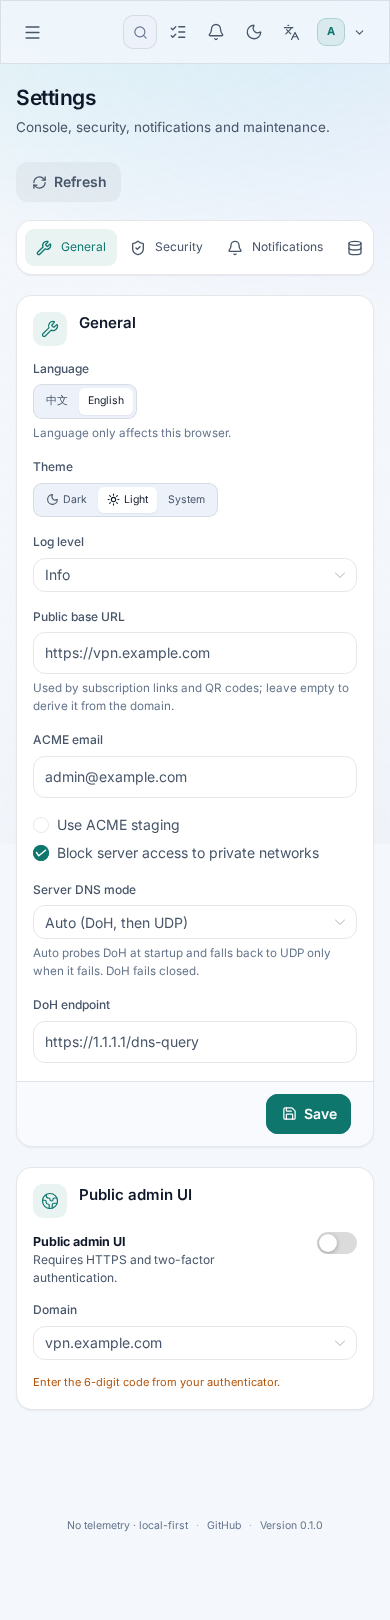 A
Settings
Console, security, notifications and maintenance.
Refresh
General
Security
Notifications
General
Language
中文
English
Language only affects this browser.
Theme
Dark
Light
System
Log level
Info
Public base URL
https://vpn.example.com
Used by subscription links and QR codes; leave empty to
derive it from the domain.
ACME email
admin@example.com
Use ACME staging
Block server access to private networks
Server DNS mode
Auto (DoH, then UDP)
Auto probes DoH at startup and falls back to UDP only
when it fails. DoH fails closed.
DoH endpoint
https://1.1.1.1/dns-query
Save
Public admin UI
Public admin UI
Requires HTTPS and two-factor
authentication.
Domain
vpn.example.com
Enter the 6-digit code from your authenticator.
No telemetry · local-first · GitHub · Version 0.1.0